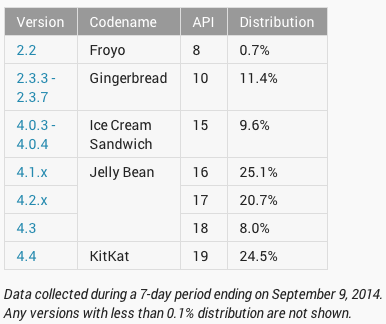 Version Codename API Distribution
2.2 Froyo 8 0.7%
2.3.3 - Gingerbread 10 11.4%
2.3.7
4.0.3 - Ice Cream 15 9.6%
4.0.4 Sandwich
4.1.x Jelly Bean 16 25.1%
4.2.x 17 20.7%
4.3 18 8.0%
4.4 KitKat 19 24.5%
Data collected during a 7-day period ending on September 9, 2014.
Any versions with less than 0.1% distribution are not shown.